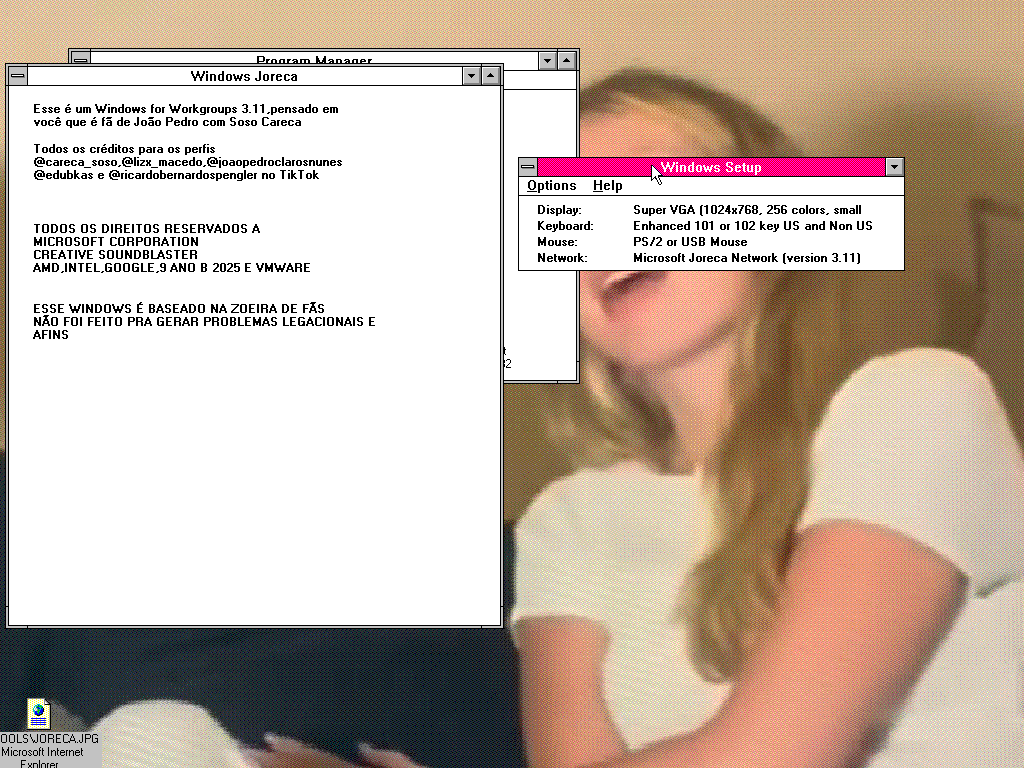 Program Manager
Windows Joreca
Esse é um Windows for Workgroups 3.11,pensado em
você que é fã de João Pedro com Soso Careca
Todos os créditos para os perfis
@careca_soso,@lizx_macedo,@joaopedroclarosnunes
@edubkas e @ricardobernardospengler no TikTok
TODOS OS DIREITOS RESERVADOS A
MICROSOFT CORPORATION
CREATIVE SOUNDBLASTER
AMD,INTEL,GOOGLE,9 ANO B 2025 E VMWARE
ESSE WINDOWS É BASEADO NA ZOEIRA DE FÃS
NÃO FOI FEITO PRA GERAR PROBLEMAS LEGACIONAIS E
AFINS
Windows Setup
Options Help
Display: Super VGA (1024x768, 256 colors, small
Keyboard: Enhanced 101 or 102 key US and Non US
Mouse: PS/2 or USB Mouse
Network: Microsoft Joreca Network (version 3.11)
OOLS\JORECA.JPG
Microsoft Internet
Explorer